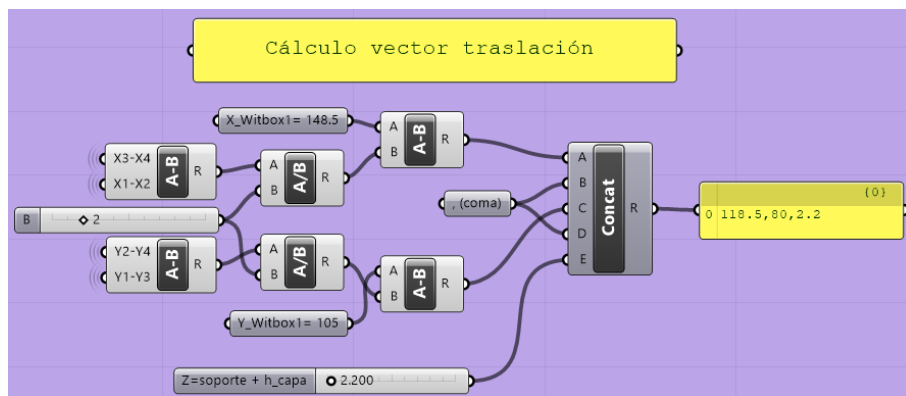 Cálculo vector traslación
X_Witbox1= 148.5
A
B
A-B
R
X3-X4
X1-X2
A-B
R
A
B
A/B
R
B
2
, (coma)
A
B
C
D
E
Concat
R
{0}
0 118.5,80,2.2
Y2-Y4
Y1-Y3
A-B
R
A
B
A/B
R
A
B
A-B
R
Y_Witbox1= 105
Z=soporte + h_capa
2.200